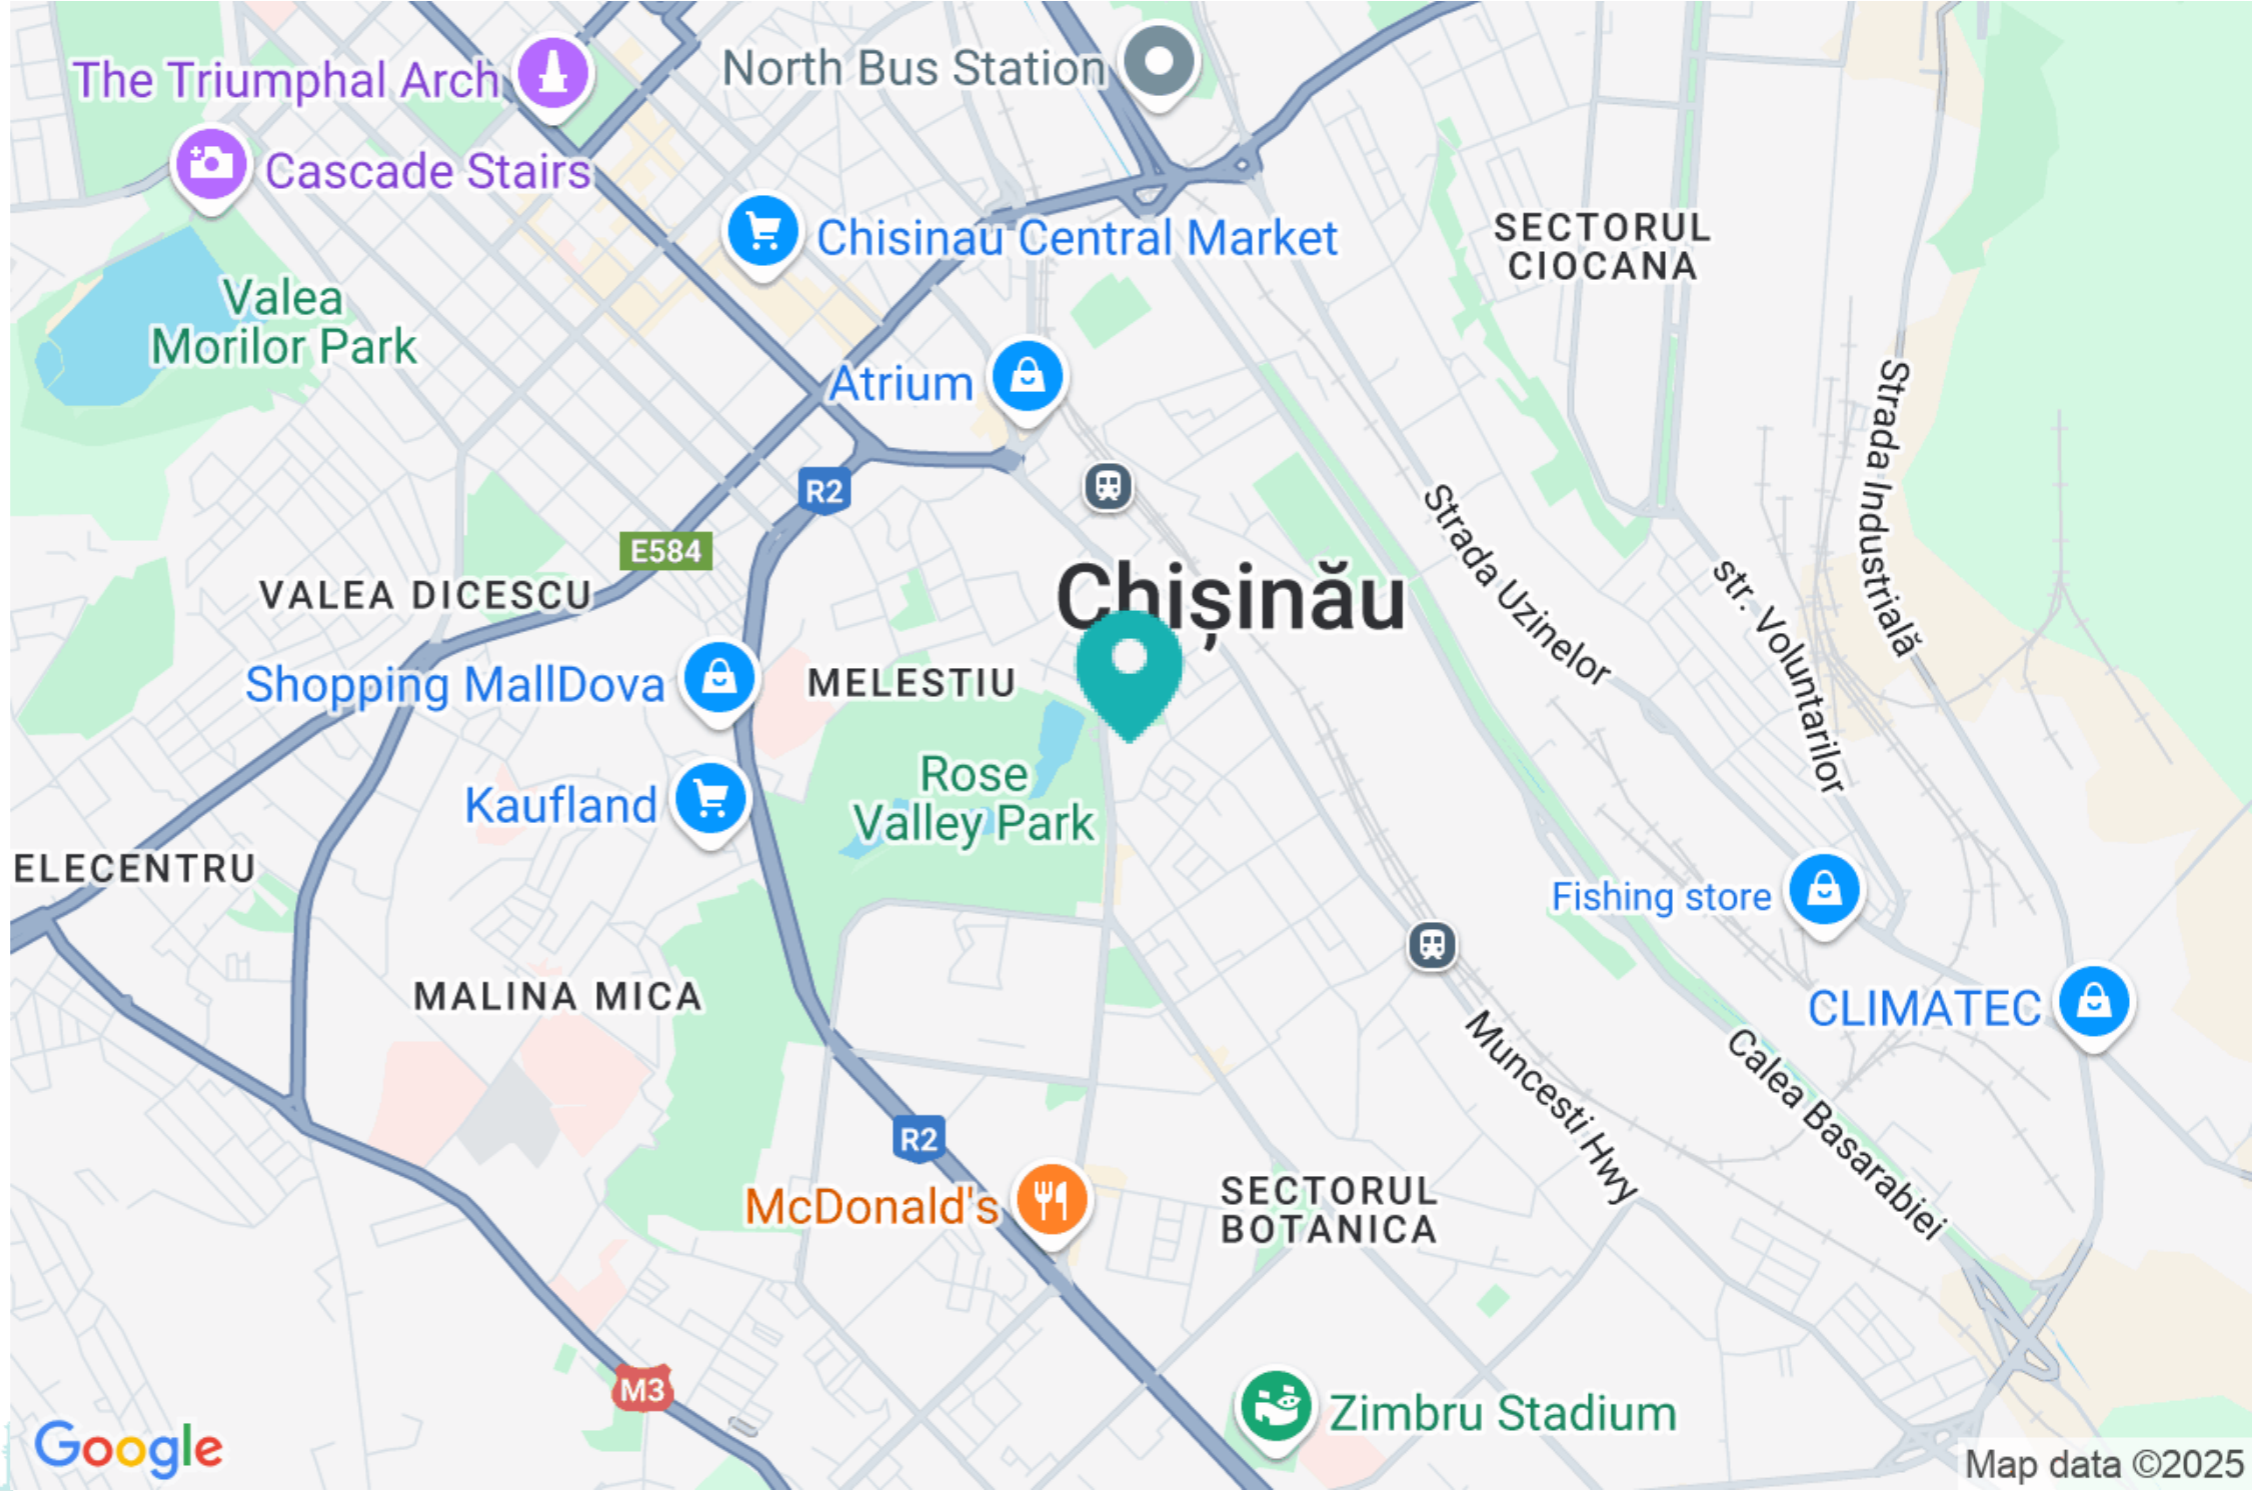 The Triumphal Arch
North Bus Station
Cascade Stairs
Chisinau Central Market
SECTORUL
CIOCANA
Valea
Morilor Park
Atrium
Strada Industrială
R2
Strada Uzinelor
E584
VALEA DICESCU
Chișinău
str. Voluntarilor
Shopping MallDova
MELESTIU
Rose
Valley Park
Kaufland
ELECENTRU
Fishing store
MALINA MICA
CLIMATEC
Muncesti Hwy
Calea Basarabiei
R2
McDonald's
SECTORUL
BOTANICA
M3
Zimbru Stadium
Google
Map data ©2025